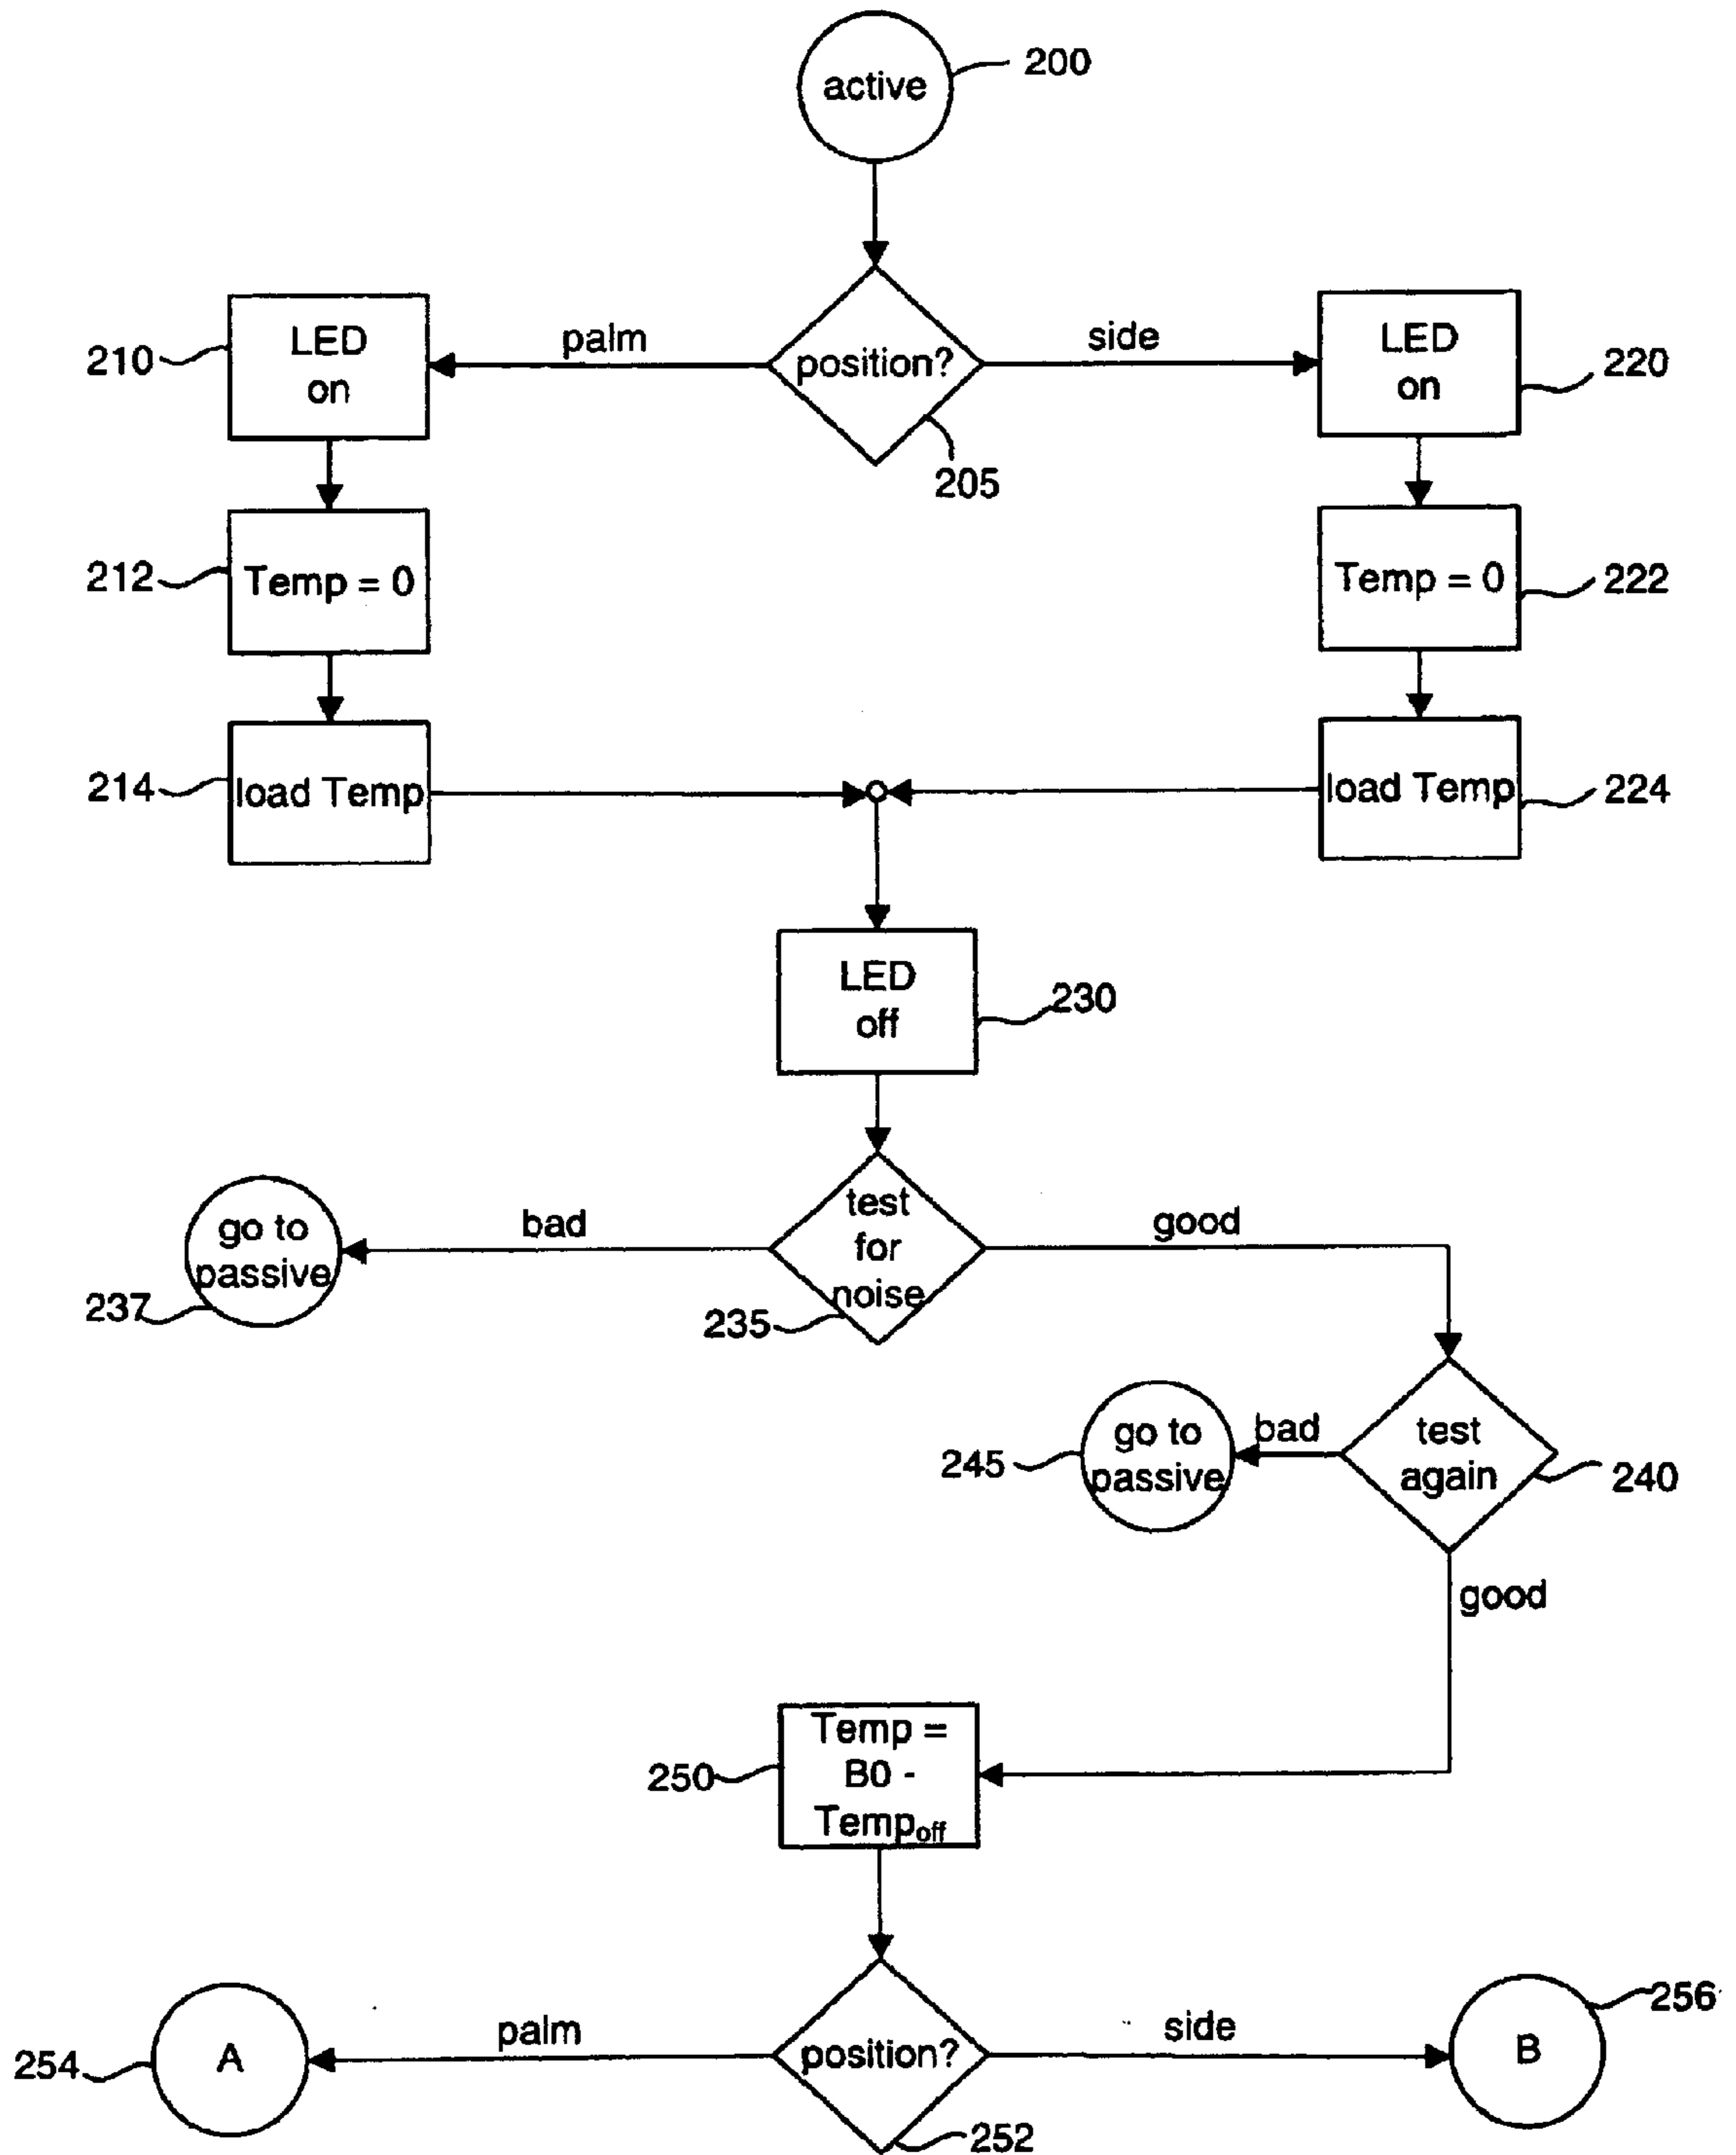 active
200
LED
on
210
palm
position?
205
side
LED
on
220
Temp = 0
212
Temp = 0
222
load Temp
214
load Temp
224
LED
off
230
test
for
noise
235
bad
go to
passive
237
good
test
again
240
bad
go to
passive
245
good
Temp =
B0 -
Temp_off
250
position?
252
palm
A
254
side
B
256